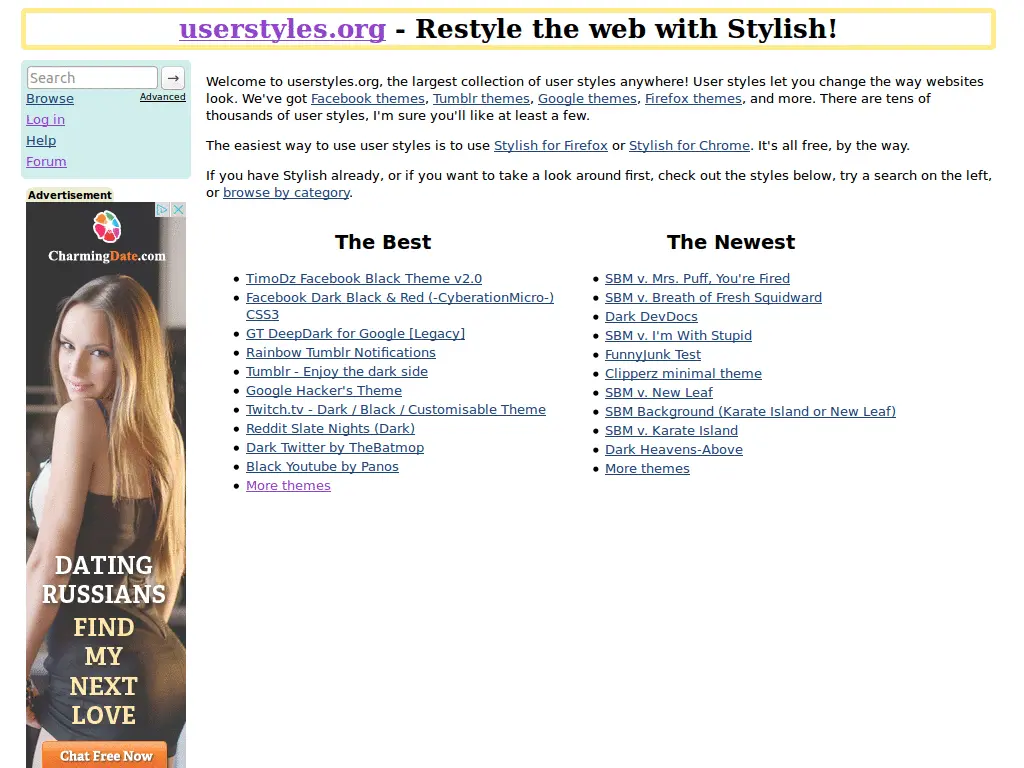 userstyles.org - Restyle the web with Stylish!
Search →
Browse Advanced
Log in
Help
Forum
Advertisement
CharmingDate.com
DATING
RUSSIANS
FIND
MY
NEXT
LOVE
Chat Free Now
Welcome to userstyles.org, the largest collection of user styles anywhere! User styles let you change the way websites
look. We've got Facebook themes, Tumblr themes, Google themes, Firefox themes, and more. There are tens of
thousands of user styles, I'm sure you'll like at least a few.
The easiest way to use user styles is to use Stylish for Firefox or Stylish for Chrome. It's all free, by the way.
If you have Stylish already, or if you want to take a look around first, check out the styles below, try a search on the left,
or browse by category.
The Best
• TimoDz Facebook Black Theme v2.0
• Facebook Dark Black & Red (-CyberationMicro-)
CSS3
• GT DeepDark for Google [Legacy]
• Rainbow Tumblr Notifications
• Tumblr - Enjoy the dark side
• Google Hacker's Theme
• Twitch.tv - Dark / Black / Customisable Theme
• Reddit Slate Nights (Dark)
• Dark Twitter by TheBatmop
• Black Youtube by Panos
• More themes
The Newest
• SBM v. Mrs. Puff, You're Fired
• SBM v. Breath of Fresh Squidward
• Dark DevDocs
• SBM v. I'm With Stupid
• FunnyJunk Test
• Clipperz minimal theme
• SBM v. New Leaf
• SBM Background (Karate Island or New Leaf)
• SBM v. Karate Island
• Dark Heavens-Above
• More themes